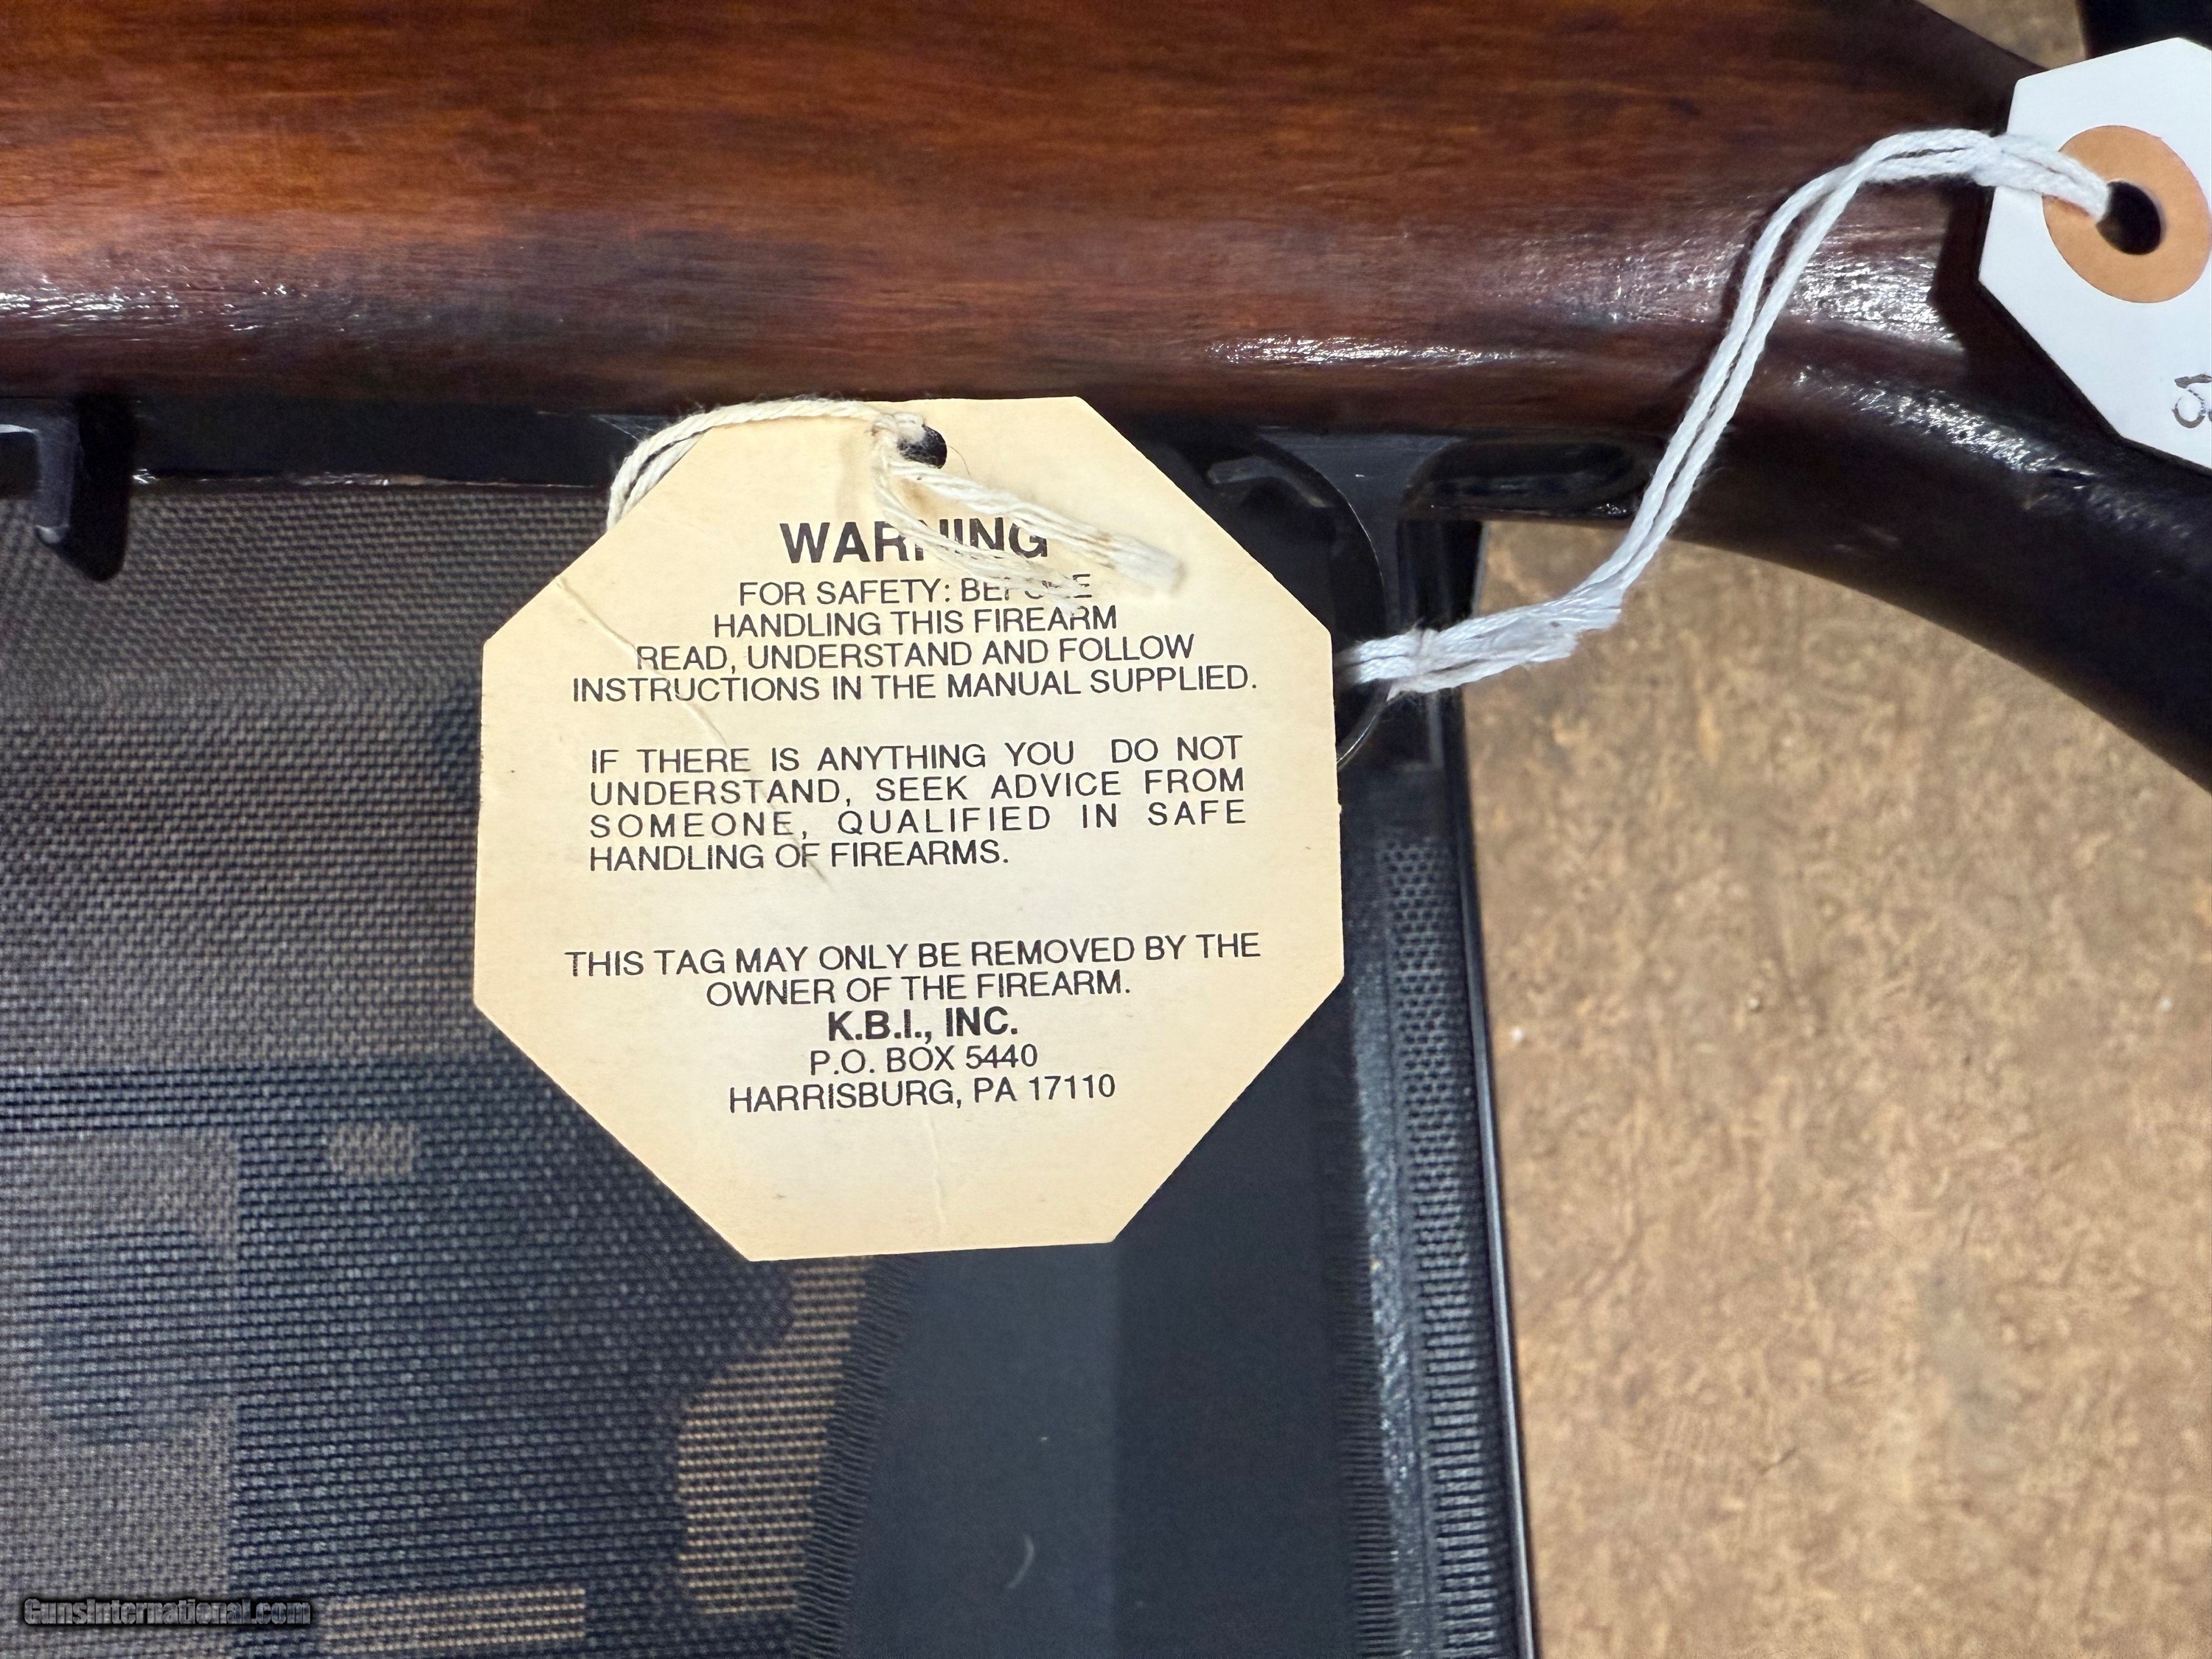 WARNING
FOR SAFETY: BEFORE
HANDLING THIS FIREARM
READ, UNDERSTAND AND FOLLOW
INSTRUCTIONS IN THE MANUAL SUPPLIED.
IF THERE IS ANYTHING YOU DO NOT
UNDERSTAND, SEEK ADVICE FROM
SOMEONE, QUALIFIED IN SAFE
HANDLING OF FIREARMS.
THIS TAG MAY ONLY BE REMOVED BY THE
OWNER OF THE FIREARM.
K.B.I., INC.
P.O. BOX 5440
HARRISBURG, PA 17110
GunsInternational.com